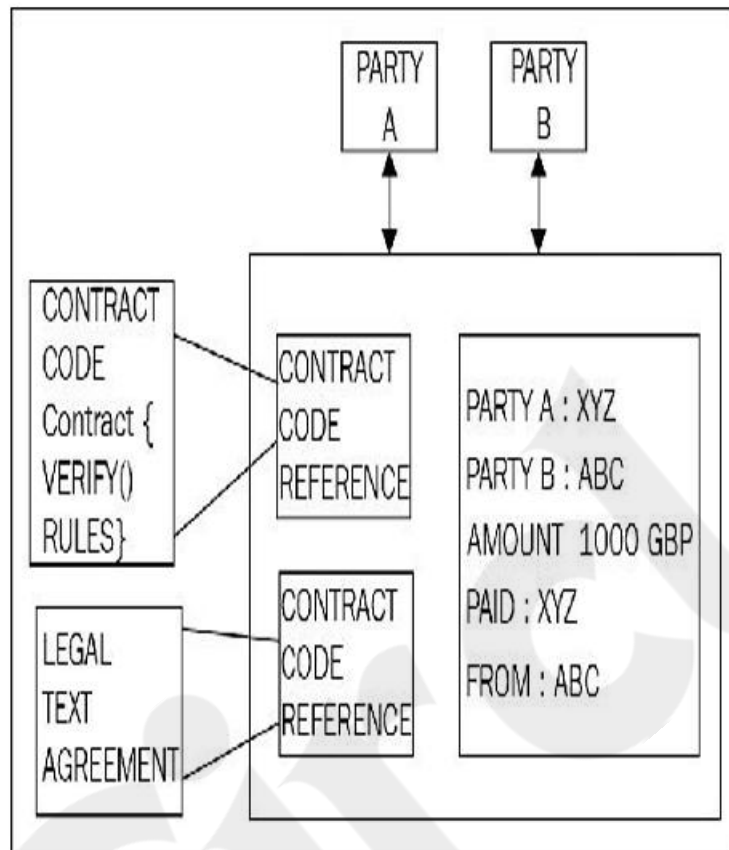 PARTY
A
PARTY
B
CONTRACT
CODE
Contract {
VERIFY()
RULES}
CONTRACT
CODE
REFERENCE
PARTY A : XYZ
PARTY B : ABC
AMOUNT 1000 GBP
PAID : XYZ
FROM : ABC
LEGAL
TEXT
AGREEMENT
CONTRACT
CODE
REFERENCE